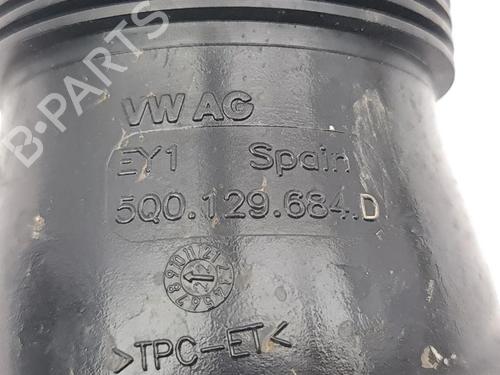 B-PARTS
VW AG
EY1 Spain
5Q0.129.684.D
>TPC-ET<